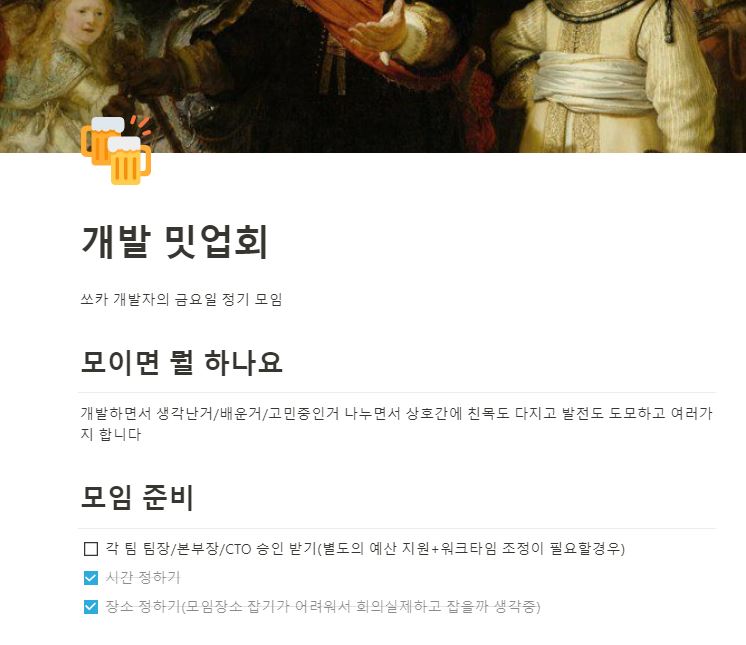 개발 밋업회
쏘카 개발자의 금요일 정기 모임
모이면 뭘 하나요
개발하면서 생각난거/배운거/고민중인거 나누면서 상호간에 친목도 다지고 발전도 도모하고 여러가
지 합니다
모임 준비
각 팀 팀장/본부장/CTO 승인 받기(별도의 예산 지원+워크타임 조정이 필요할경우)
시간 정하기
장소 정하기(모임장소 잡기가 어려워서 회의실제하고 잡을까 생각중)